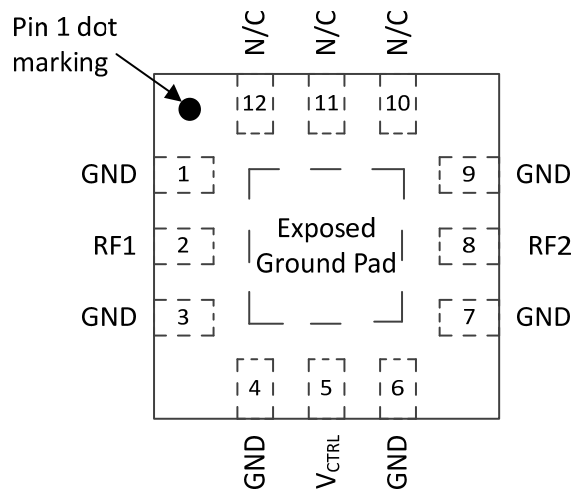 Pin 1 dot
marking
N/C
N/C
N/C
12
11
10
GND
1
9
GND
RF1
2
Exposed
Ground Pad
8
RF2
GND
3
7
GND
4
5
6
GND
VCTRL
GND